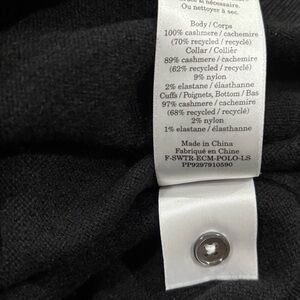 si nécessaire.
Ou nettoyer à sec.
Body / Corps
100% cashmere / cachemire
(70% recycled / recyclé)
Collar / Collier
89% cashmere / cachemire
(62% recycled / recyclé)
9% nylon
2% elastane / élasthanne
Cuffs / Poignets, Bottom / Bas
97% cashmere / cachemire
(68% recycled / recyclé)
2% nylon
1% elastane / élasthanne
Made in China
Fabriqué en Chine
F-SWTR-ECM-POLO-LS
PP9297910590